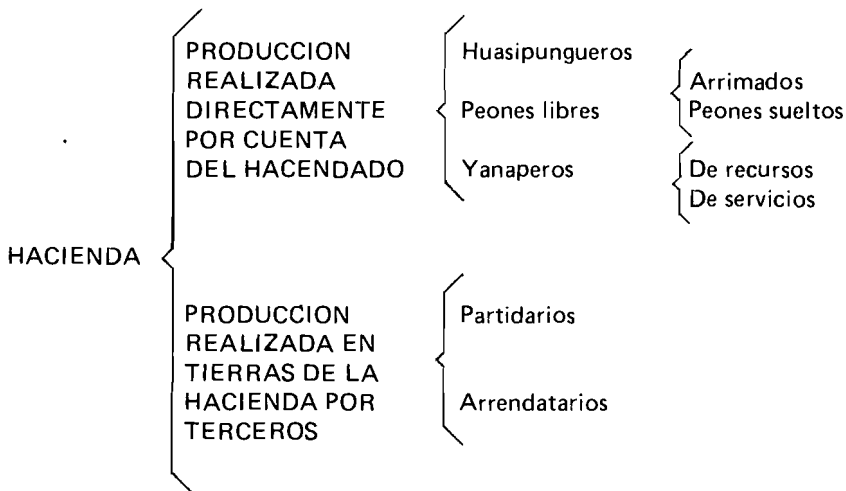 HACIENDA
PRODUCCION
REALIZADA
DIRECTAMENTE
POR CUENTA
DEL HACENDADO
Huasipungueros
Peones libres
Arrimados
Peones sueltos
Yanaperos
De recursos
De servicios
PRODUCCION
REALIZADA EN
TIERRAS DE LA
HACIENDA POR
TERCEROS
Partidarios
Arrendatarios